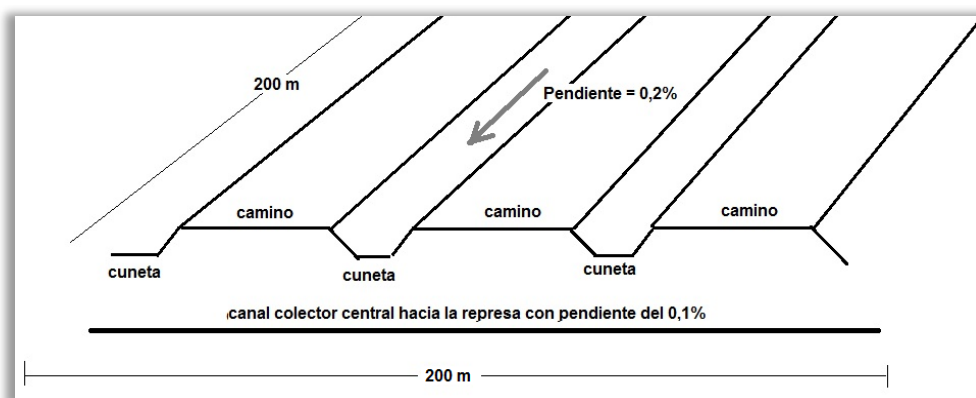 200 m
Pendiente = 0,2%
camino
camino
camino
cuneta
cuneta
cuneta
canal colector central hacia la represa con pendiente del 0,1%
200 m